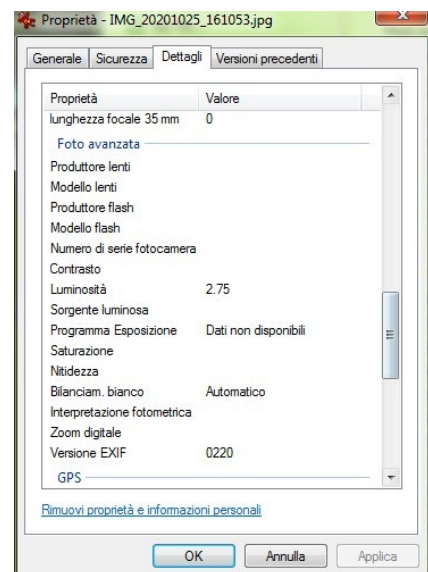 Proprietà - IMG_20201025_161053.jpg
Generale Sicurezza Dettagli Versioni precedenti
Proprietà Valore
lunghezza focale 35 mm 0
Foto avanzata
Produttore lenti
Modello lenti
Produttore flash
Modello flash
Numero di serie fotocamera
Contrasto
Luminosità 2.75
Sorgente luminosa
Programma Esposizione Dati non disponibili
Saturazione
Nitidezza
Bilanciam. bianco Automatico
Interpretazione fotometrica
Zoom digitale
Versione EXIF 0220
GPS
Rimuovi proprietà e informazioni personali
OK Annulla Applica